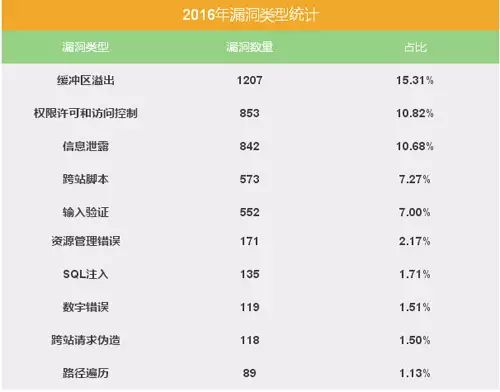 2016年漏洞类型统计
漏洞类型 漏洞数量 占比
缓冲区溢出 1207 15.31%
权限许可和访问控制 853 10.82%
信息泄露 842 10.68%
跨站脚本 573 7.27%
输入验证 552 7.00%
资源管理错误 171 2.17%
SQL注入 135 1.71%
数字错误 119 1.51%
跨站请求伪造 118 1.50%
路径遍历 89 1.13%